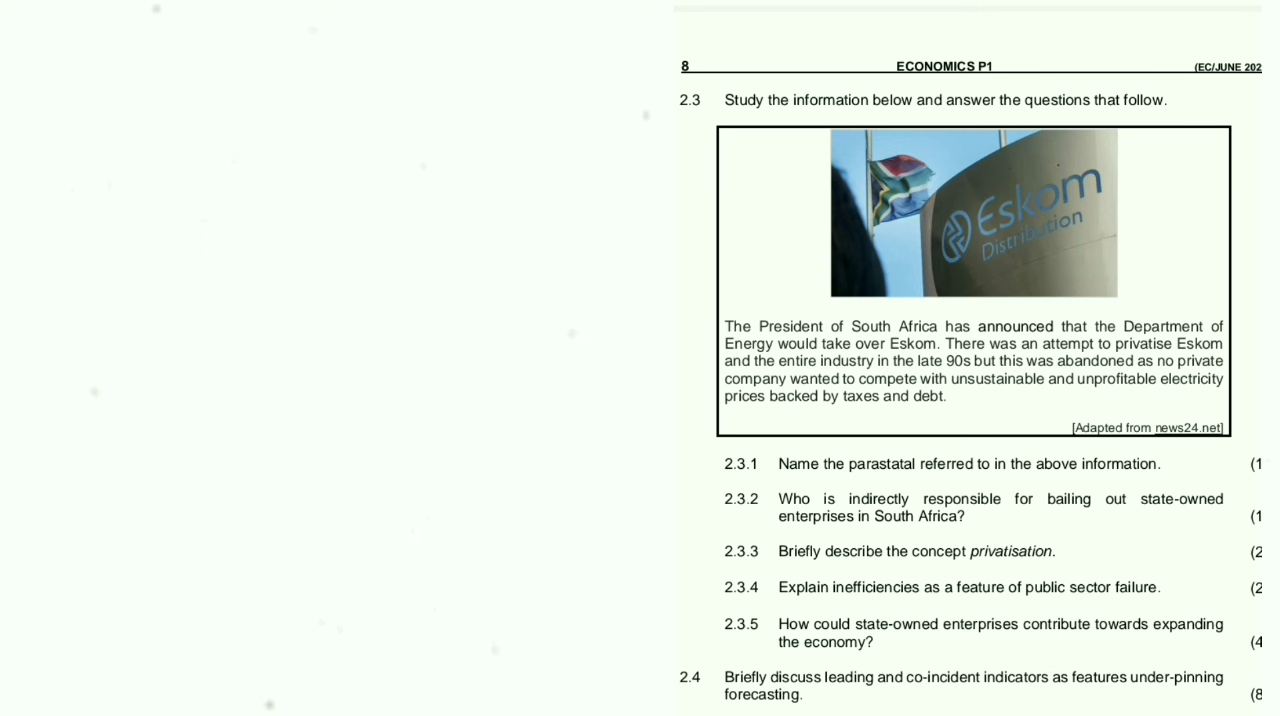 8 ECONOMICS P1 (EC/JUNE 202
2.3 Study the information below and answer the questions that follow.
Eskom
Distribution
The President of South Africa has announced that the Department of
Energy would take over Eskom. There was an attempt to privatise Eskom
and the entire industry in the late 90s but this was abandoned as no private
company wanted to compete with unsustainable and unprofitable electricity
prices backed by taxes and debt.
[Adapted from news24.net]
2.3.1 Name the parastatal referred to in the above information. (1
2.3.2 Who is indirectly responsible for bailing out state-owned
enterprises in South Africa? (1
2.3.3 Briefly describe the concept privatisation. (2
2.3.4 Explain inefficiencies as a feature of public sector failure. (2
2.3.5 How could state-owned enterprises contribute towards expanding
the economy? (4
2.4 Briefly discuss leading and co-incident indicators as features under-pinning
forecasting. (8